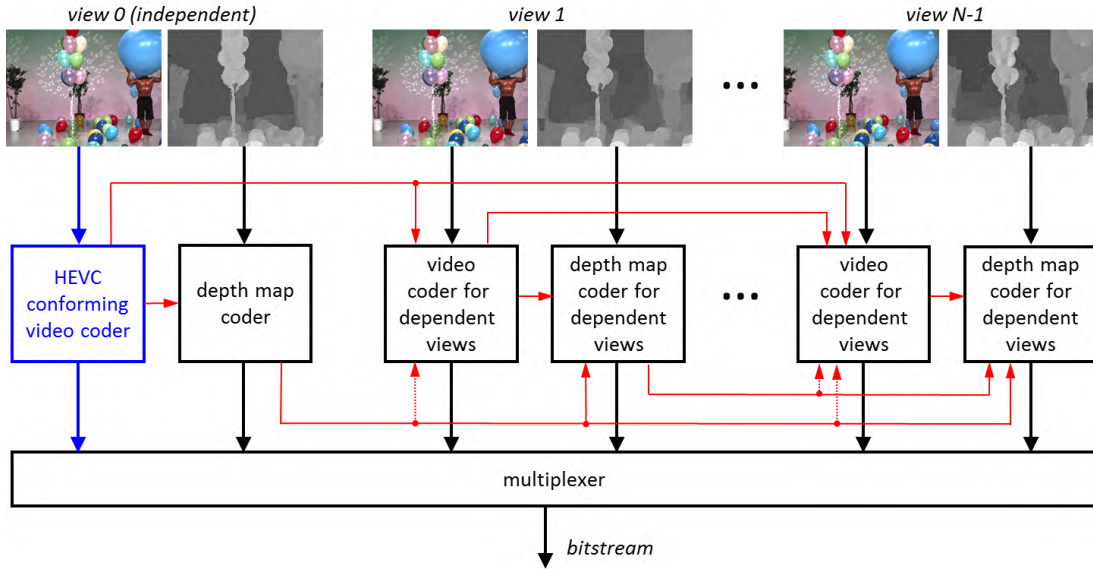 view 0 (independent)
view 1
view N-1
HEVC
conforming
video coder
depth map
coder
video
coder for
dependent
views
depth map
coder for
dependent
views
video
coder for
dependent
views
depth map
coder for
dependent
views
multiplexer
bitstream